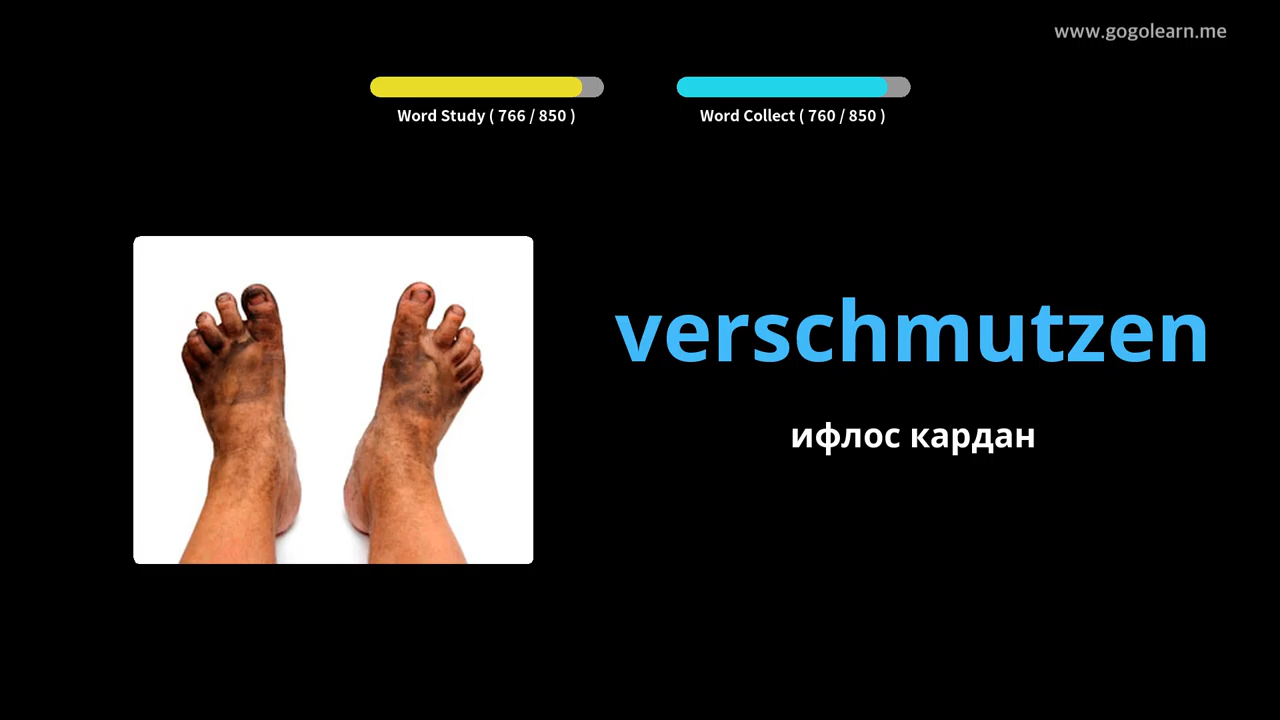 www.gogolearn.me
Word Study ( 766 / 850 )
Word Collect ( 760 / 850 )
verschmutzen
ифлос кардан